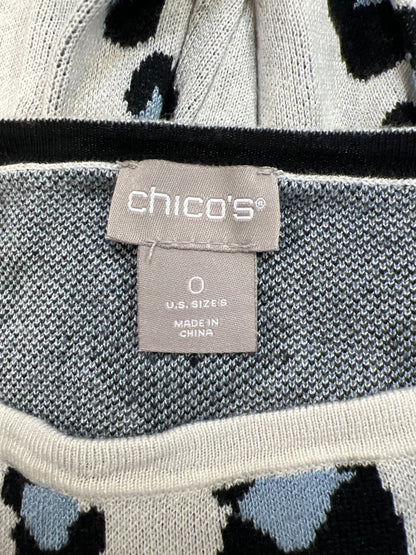 chico's®
0
U.S. SIZE S
MADE IN
CHINA